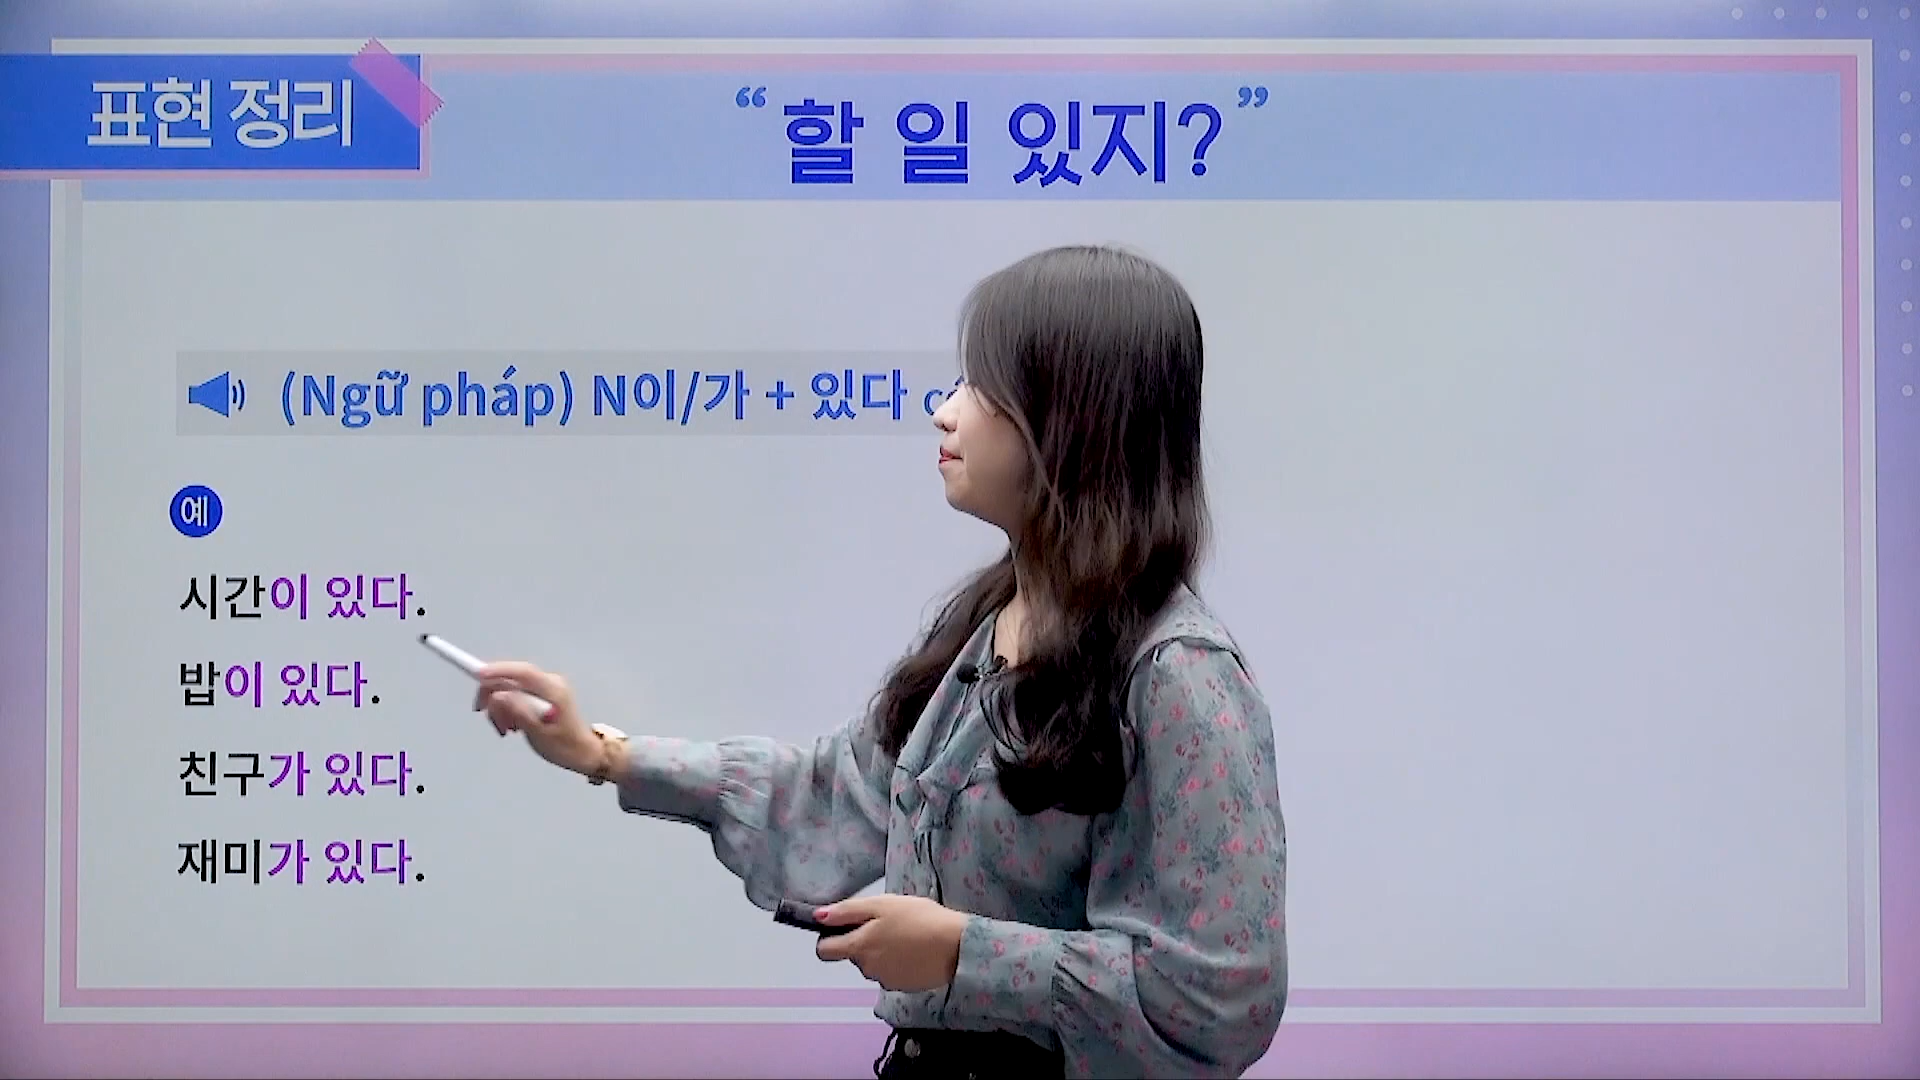 표현 정리
“할 일 있지?”
(Ngữ pháp) N이/가 + 있다
예
시간이 있다.
밥이 있다.
친구가 있다.
재미가 있다.